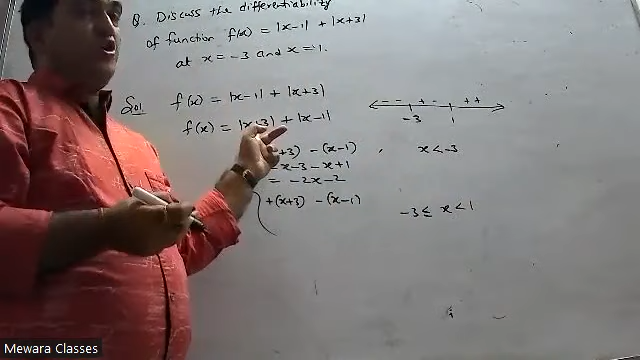 Q. Discuss the differentiability
of function f(x) = |x-1| + |x+3|
at x = -3 and x = 1.
Sol f(x) = |x-1| + |x+3|
f(x) = |x 3| + |x-1|
- - + - + +
-3 1
+3) - (x-1) , x < -3
-x-3 -x+1
= -2x-2
+(x+3) - (x-1) -3 ≤ x < 1
Mewara Classes